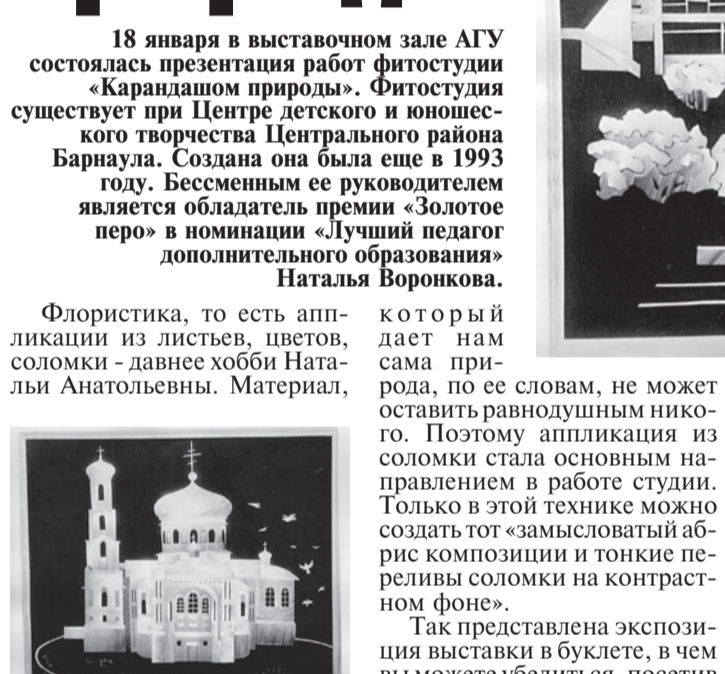 18 января в выставочном зале АГУ
состоялась презентация работ фитостудии
«Карандашом природы». Фитостудия
существует при Центре детского и юношес-
кого творчества Центрального района
Барнаула. Создана она была еще в 1993
году. Бессменным ее руководителем
является обладатель премии «Золотое
перо» в номинации «Лучший педагог
дополнительного образования»
Наталья Воронкова.
Флористика, то есть апп-
ликации из листьев, цветов,
соломки - давнее хобби Ната-
льи Анатольевны. Материал,
который
дает нам
сама при-
рода, по ее словам, не может
оставить равнодушным нико-
го. Поэтому аппликация из
соломки стала основным на-
правлением в работе студии.
Только в этой технике можно
создать тот «замысловатый аб-
рис композиции и тонкие пе-
реливы соломки на контраст-
ном фоне».
Так представлена экспози-
ция выставки в буклете, в чем
вы можете убедиться, посетив